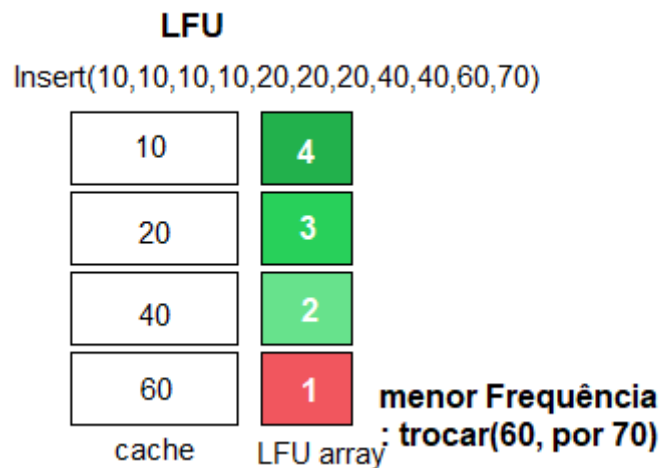 LFU
Insert(10,10,10,10,20,20,20,40,40,60,70)
10 4
20 3
40 2
60 1
menor Frequência
: trocar(60, por 70)
cache LFU array